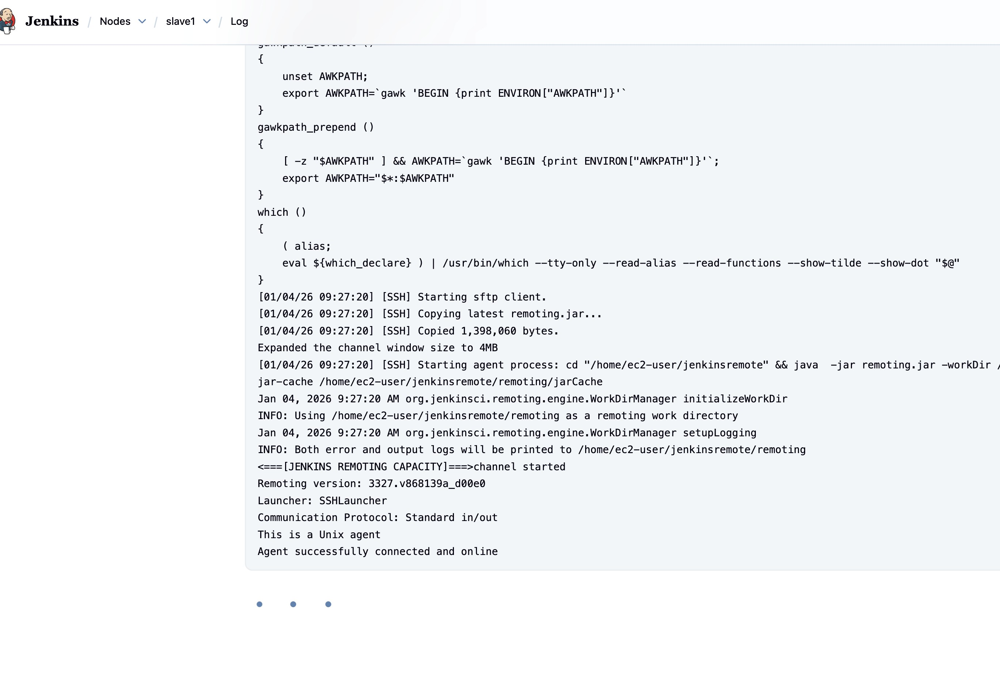 Jenkins / Nodes / slave1 / Log
gawkpath_default ()
{
    unset AWKPATH;
    export AWKPATH=`gawk 'BEGIN {print ENVIRON["AWKPATH"]}'`
}
gawkpath_prepend ()
{
    [ -z "$AWKPATH" ] && AWKPATH=`gawk 'BEGIN {print ENVIRON["AWKPATH"]}'`;
    export AWKPATH="$*:$AWKPATH"
}
which ()
{
    ( alias;
    eval ${which_declare} ) | /usr/bin/which --tty-only --read-alias --read-functions --show-tilde --show-dot "$@"
}
[01/04/26 09:27:20] [SSH] Starting sftp client.
[01/04/26 09:27:20] [SSH] Copying latest remoting.jar...
[01/04/26 09:27:20] [SSH] Copied 1,398,060 bytes.
Expanded the channel window size to 4MB
[01/04/26 09:27:20] [SSH] Starting agent process: cd "/home/ec2-user/jenkinsremote" && java  -jar remoting.jar -workDir /
jar-cache /home/ec2-user/jenkinsremote/remoting/jarCache
Jan 04, 2026 9:27:20 AM org.jenkinsci.remoting.engine.WorkDirManager initializeWorkDir
INFO: Using /home/ec2-user/jenkinsremote/remoting as a remoting work directory
Jan 04, 2026 9:27:20 AM org.jenkinsci.remoting.engine.WorkDirManager setupLogging
INFO: Both error and output logs will be printed to /home/ec2-user/jenkinsremote/remoting
<===[JENKINS REMOTING CAPACITY]===>channel started
Remoting version: 3327.v868139a_d00e0
Launcher: SSHLauncher
Communication Protocol: Standard in/out
This is a Unix agent
Agent successfully connected and online